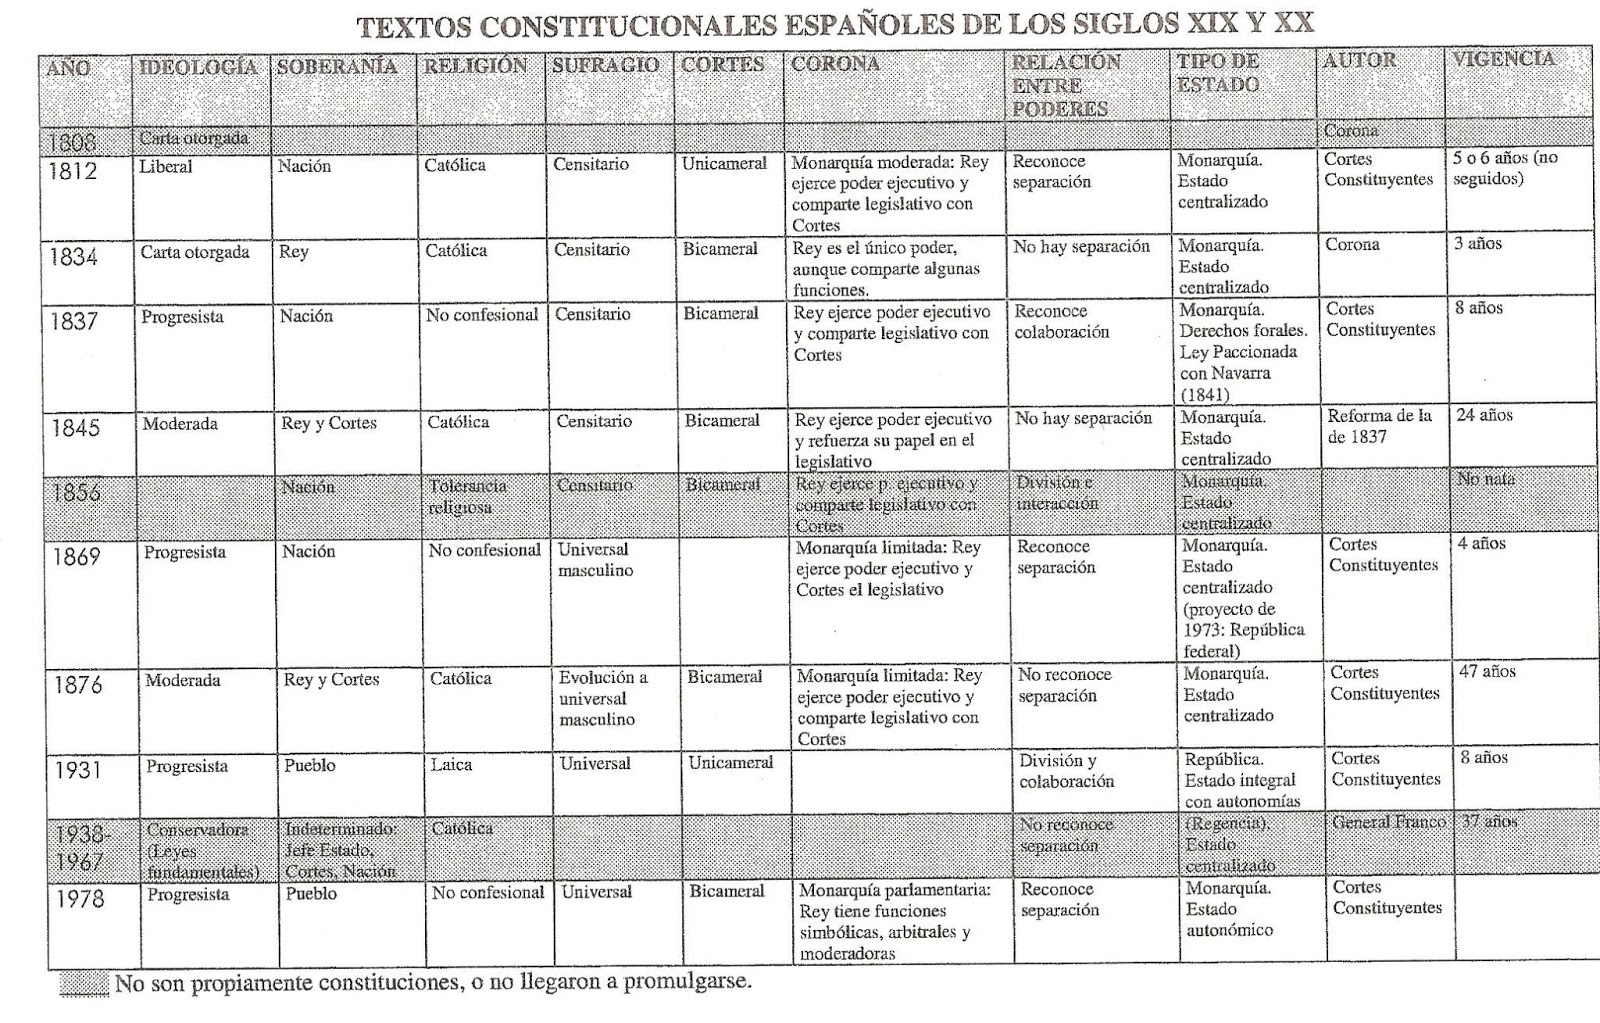 TEXTOS CONSTITUCIONALES ESPAÑOLES DE LOS SIGLOS XIX Y XX
AÑO IDEOLOGÍA SOBERANÍA RELIGIÓN SUFRAGIO CORTES CORONA RELACIÓN TIPO DE AUTOR VIGENCIA
ENTRE ESTADO
PODERES
1808 Carta otorgada Corona
1812 Liberal Nación Católica Censitario Unicameral Monarquía moderada: Rey Reconoce Monarquía. Cortes 5 o 6 años (no
ejerce poder ejecutivo y separación Estado Constituyentes seguidos)
comparte legislativo con centralizado
Cortes
1834 Carta otorgada Rey Católica Censitario Bicameral Rey es el único poder, No hay separación Monarquía. Corona 3 años
aunque comparte algunas Estado
funciones. centralizado
1837 Progresista Nación No confesional Censitario Bicameral Rey ejerce poder ejecutivo Reconoce Monarquía. Cortes 8 años
y comparte legislativo con colaboración Derechos forales. Constituyentes
Cortes Ley Paccionada
con Navarra
(1841)
1845 Moderada Rey y Cortes Católica Censitario Bicameral Rey ejerce poder ejecutivo No hay separación Monarquía. Reforma de la 24 años
y refuerza su papel en el Estado de 1837
legislativo centralizado
1856 Nación Tolerancia Censitario Bicameral Rey ejerce p. ejecutivo y División e Monarquía. No nata
religiosa comparte legislativo con interacción Estado
Cortes centralizado
1869 Progresista Nación No confesional Universal Monarquía limitada: Rey Reconoce Monarquía. Cortes 4 años
masculino ejerce poder ejecutivo y separación Estado Constituyentes
Cortes el legislativo centralizado
(proyecto de
1973: República
federal)
1876 Moderada Rey y Cortes Católica Evolución a Bicameral Monarquía limitada: Rey No reconoce Monarquía. Cortes 47 años
universal ejerce poder ejecutivo y separación Estado Constituyentes
masculino comparte legislativo con centralizado
Cortes
1931 Progresista Pueblo Laica Universal Unicameral División y República. Cortes 8 años
colaboración Estado integral Constituyentes
con autonomías
1938- Conservadora Indeterminado: Católica No reconoce (Regencia). General Franco 37 años
1967 (Leyes Jefe Estado, separación Estado
fundamentales) Cortes, Nación centralizado
1978 Progresista Pueblo No confesional Universal Bicameral Monarquía parlamentaria: Reconoce Monarquía. Cortes
Rey tiene funciones separación Estado Constituyentes
simbólicas, arbitrales y autonómico
moderadoras
No son propiamente constituciones, o no llegaron a promulgarse.